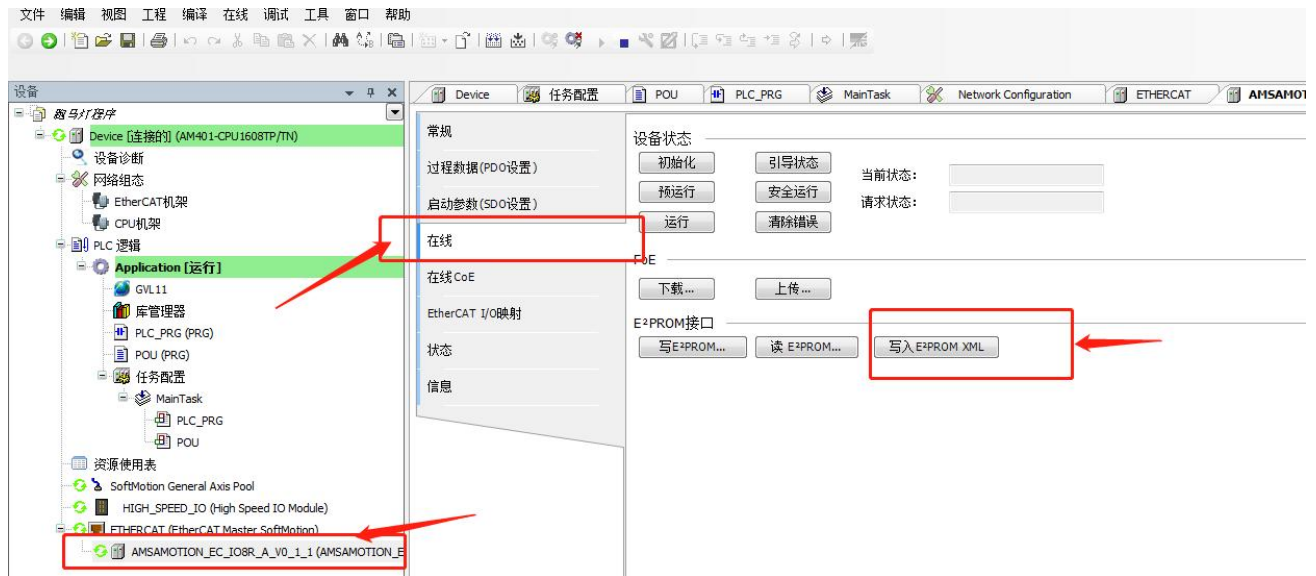 文件 编辑 视图 工程 编译 在线 调试 工具 窗口 帮助
设备
跑马灯程序
Device [连接的] (AM401-CPU1608TP/TN)
设备诊断
网络组态
EtherCAT机架
CPU机架
PLC 逻辑
Application [运行]
GVL11
库管理器
PLC_PRG (PRG)
POU (PRG)
任务配置
MainTask
PLC_PRG
POU
资源使用表
SoftMotion General Axis Pool
HIGH_SPEED_IO (High Speed IO Module)
ETHERCAT (EtherCAT Master SoftMotion)
AMSAMOTION_EC_IO8R_A_V0_1_1 (AMSAMOTION_E
Device 任务配置 POU PLC_PRG MainTask Network Configuration ETHERCAT AMSAMOT
常规
过程数据(PDO设置)
启动参数(SDO设置)
在线
在线CoE
EtherCAT I/O映射
状态
信息
设备状态
初始化 引导状态
预运行 安全运行
运行 清除错误
当前状态:
请求状态:
FoE
下载... 上传...
E²PROM接口
写E²PROM... 读 E²PROM... 写入E²PROM XML